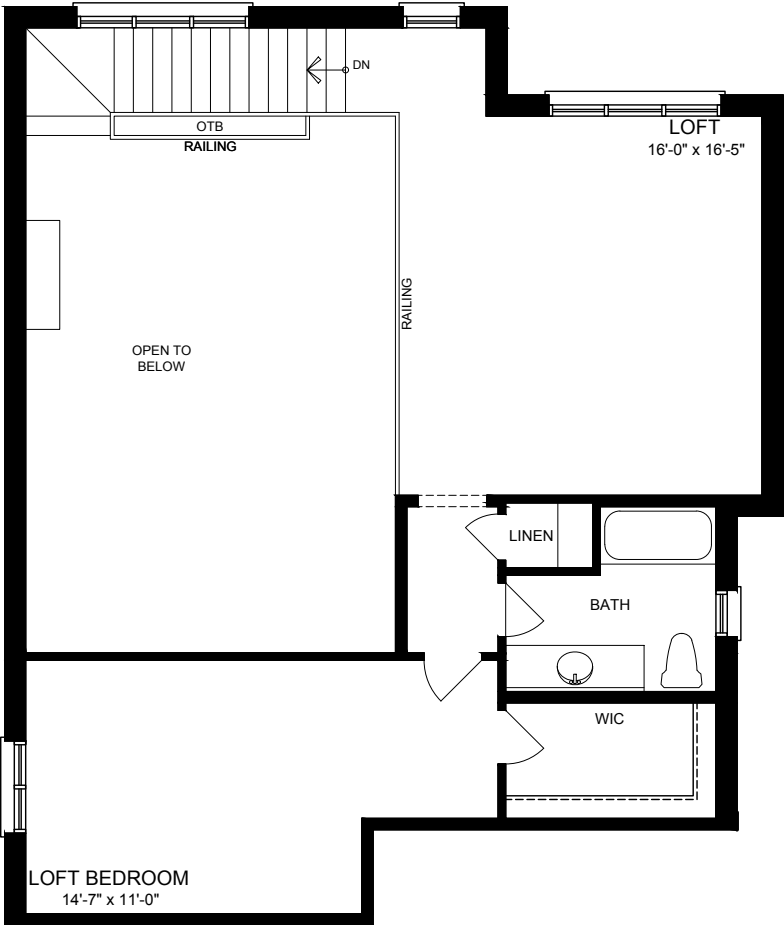 DN
OTB
RAILING
LOFT
16'-0" x 16'-5"
RAILING
OPEN TO
BELOW
LINEN
BATH
WIC
LOFT BEDROOM
14'-7" x 11'-0"